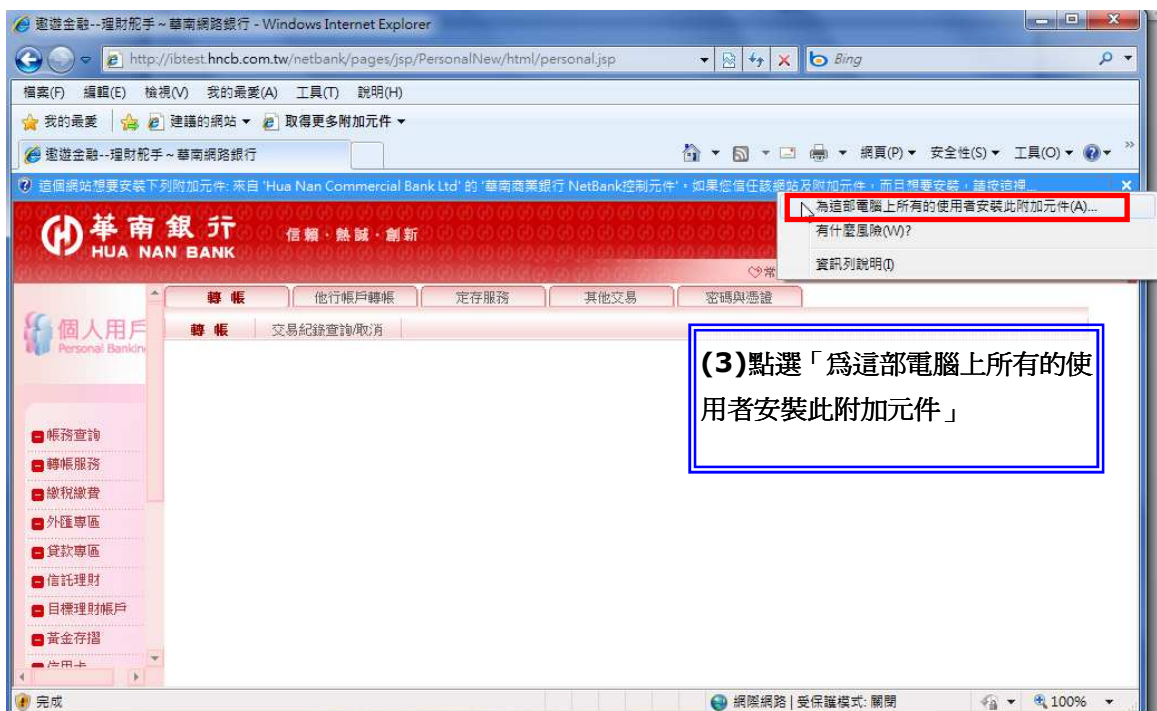 遨遊金融--理財舵手～華南網路銀行 - Windows Internet Explorer
http://ibtest.hncb.com.tw/netbank/pages/jsp/PersonalNew/html/personal.jsp
Bing
檔案(F) 編輯(E) 檢視(V) 我的最愛(A) 工具(T) 說明(H)
我的最愛 建議的網站 取得更多附加元件
遨遊金融--理財舵手～華南網路銀行
網頁(P) 安全性(S) 工具(O)
這個網站想要安裝下列附加元件: 來自 'Hua Nan Commercial Bank Ltd' 的 '華南商業銀行 NetBank控制元件'。如果您信任該網站及附加元件，而且想要安裝，請按這裡...
為這部電腦上所有的使用者安裝此附加元件(A)...
有什麼風險(W)?
資訊列說明(I)
華南銀行
HUA NAN BANK
信賴·熱誠·創新
常
轉 帳 他行帳戶轉帳 定存服務 其他交易 密碼與憑證
轉 帳 交易紀錄查詢/取消
個人用戶
Personal Bankin
(3)點選「為這部電腦上所有的使
用者安裝此附加元件」
帳務查詢
轉帳服務
繳稅繳費
外匯專區
貸款專區
信託理財
目標理財帳戶
黃金存摺
信用卡
完成
網際網路 | 受保護模式: 關閉
100%